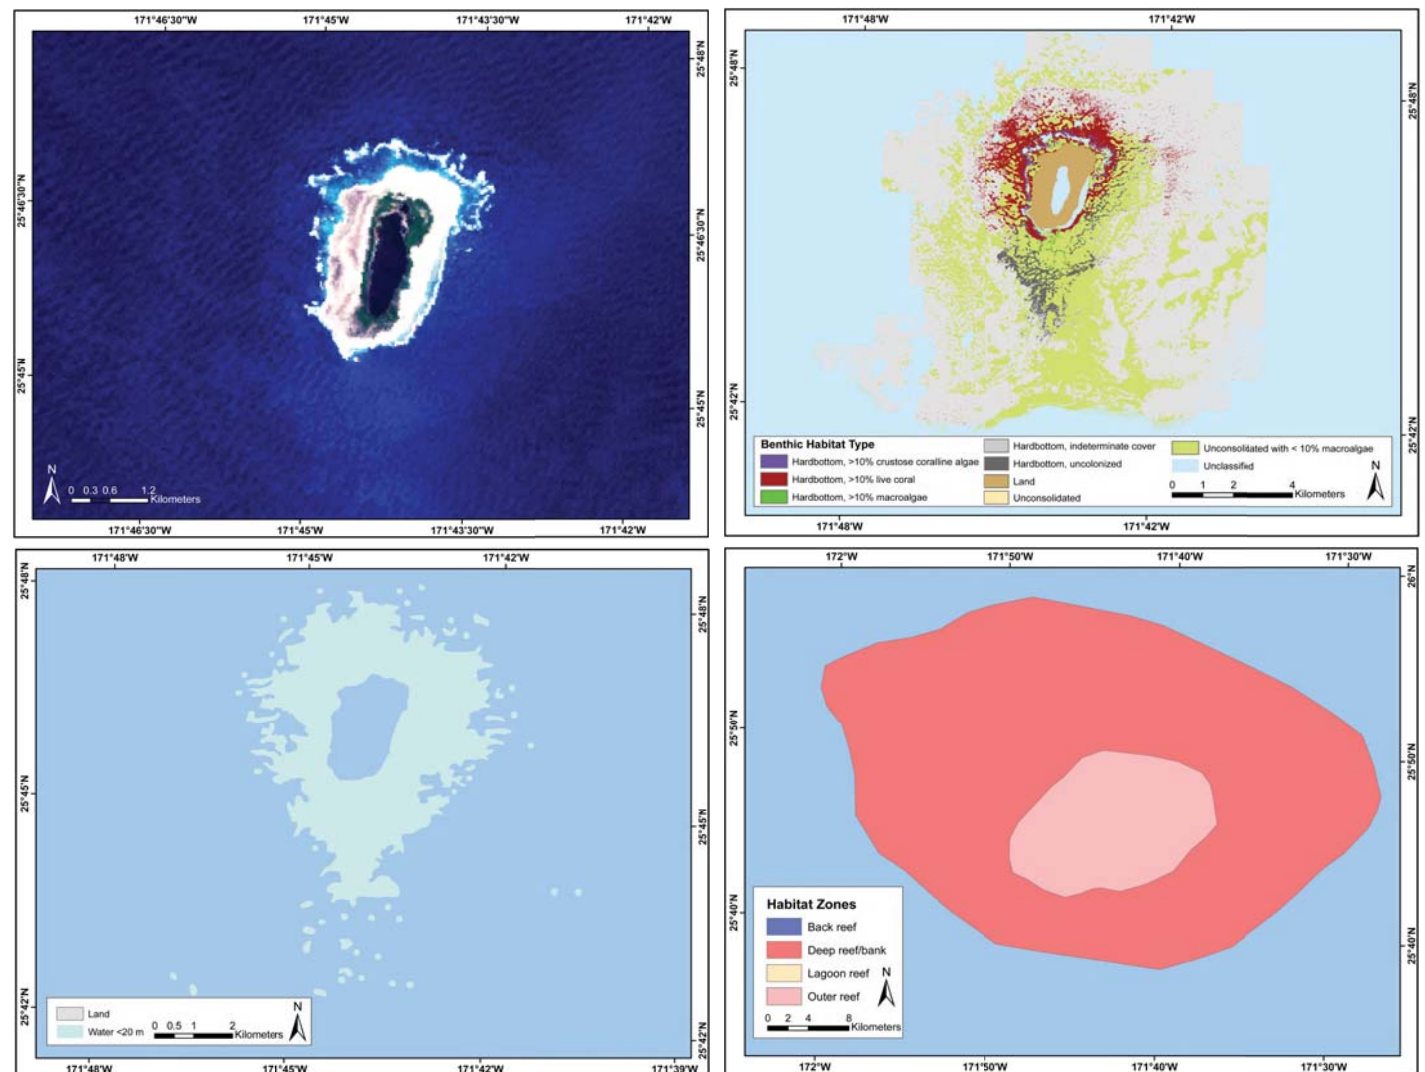 171°46'30"W 171°45'W 171°43'30"W 171°42'W
25°48'N
25°46'30"N
25°46'30"N
25°45'N
25°45'N
N
0 0.3 0.6 1.2
Kilometers
171°46'30"W 171°45'W 171°43'30"W 171°42'W
171°48'W 171°42'W
25°48'N
25°48'N
25°42'N
25°42'N
Benthic Habitat Type
Hardbottom, >10% crustose coralline algae
Hardbottom, >10% live coral
Hardbottom, >10% macroalgae
Hardbottom, indeterminate cover
Hardbottom, uncolonized
Land
Unconsolidated
Unconsolidated with < 10% macroalgae
Unclassified
N
0 1 2 4
Kilometers
171°48'W 171°42'W
171°48'W 171°45'W 171°42'W
25°48'N
25°48'N
25°45'N
25°45'N
25°42'N
25°42'N
Land
Water <20 m
N
0 0.5 1 2
Kilometers
171°48'W 171°45'W 171°42'W 171°39'W
172°W 171°50'W 171°40'W 171°30'W
26°N
25°50'N
25°50'N
25°40'N
25°40'N
Habitat Zones
Back reef
Deep reef/bank
Lagoon reef
Outer reef
N
0 2 4 8
Kilometers
172°W 171°50'W 171°40'W 171°30'W